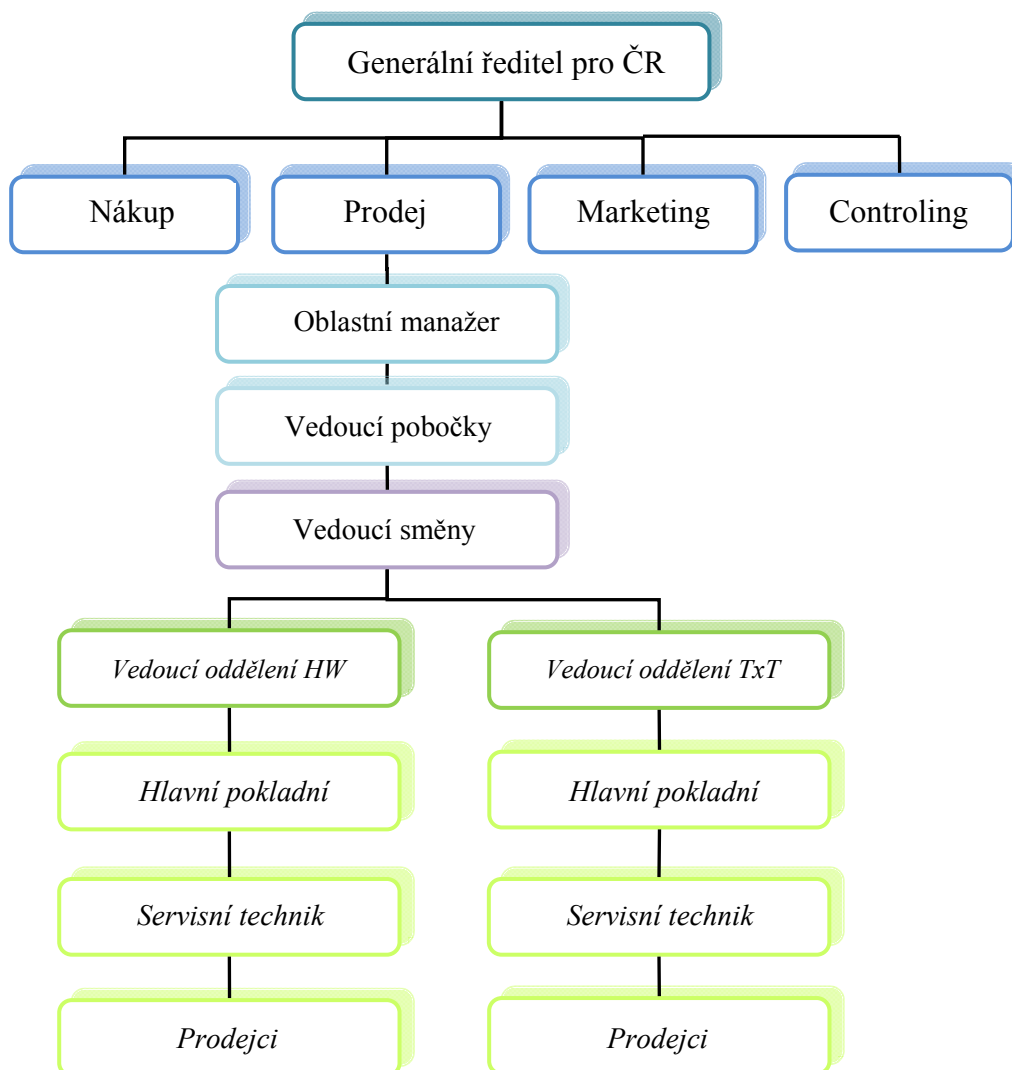 Generální ředitel pro ČR
Nákup
Prodej
Marketing
Controling
Oblastní manažer
Vedoucí pobočky
Vedoucí směny
Vedoucí oddělení HW
Vedoucí oddělení TxT
Hlavní pokladní
Hlavní pokladní
Servisní technik
Servisní technik
Prodejci
Prodejci